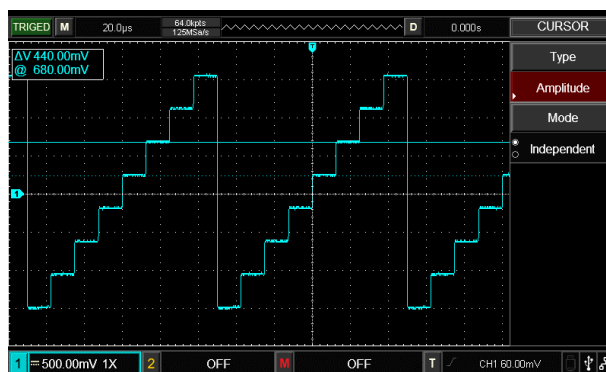 TRIGED M 20.0µs 64.0kpts D 0.000s CURSOR
125MSa/s
T
ΔV 440.00mV
@ 680.00mV
Type
Amplitude
Mode
Independent
1
1 500.00mV 1X 2 OFF M OFF T CH1 60.00mV